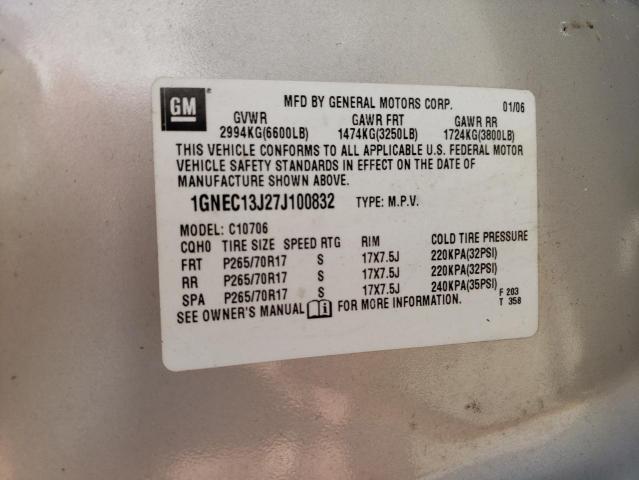 GM
MFD BY GENERAL MOTORS CORP. 01/06
GVWR GAWR FRT GAWR RR
2994KG(6600LB) 1474KG(3250LB) 1724KG(3800LB)
THIS VEHICLE CONFORMS TO ALL APPLICABLE U.S. FEDERAL MOTOR
VEHICLE SAFETY STANDARDS IN EFFECT ON THE DATE OF
MANUFACTURE SHOWN ABOVE.
1GNEC13J27J100832 TYPE: M.P.V.
MODEL: C10706
CQH0 TIRE SIZE SPEED RTG RIM COLD TIRE PRESSURE
FRT P265/70R17 S 17X7.5J 220KPA(32PSI)
RR P265/70R17 S 17X7.5J 220KPA(32PSI)
SPA P265/70R17 S 17X7.5J 240KPA(35PSI)
SEE OWNER'S MANUAL i FOR MORE INFORMATION.
F 203
T 358